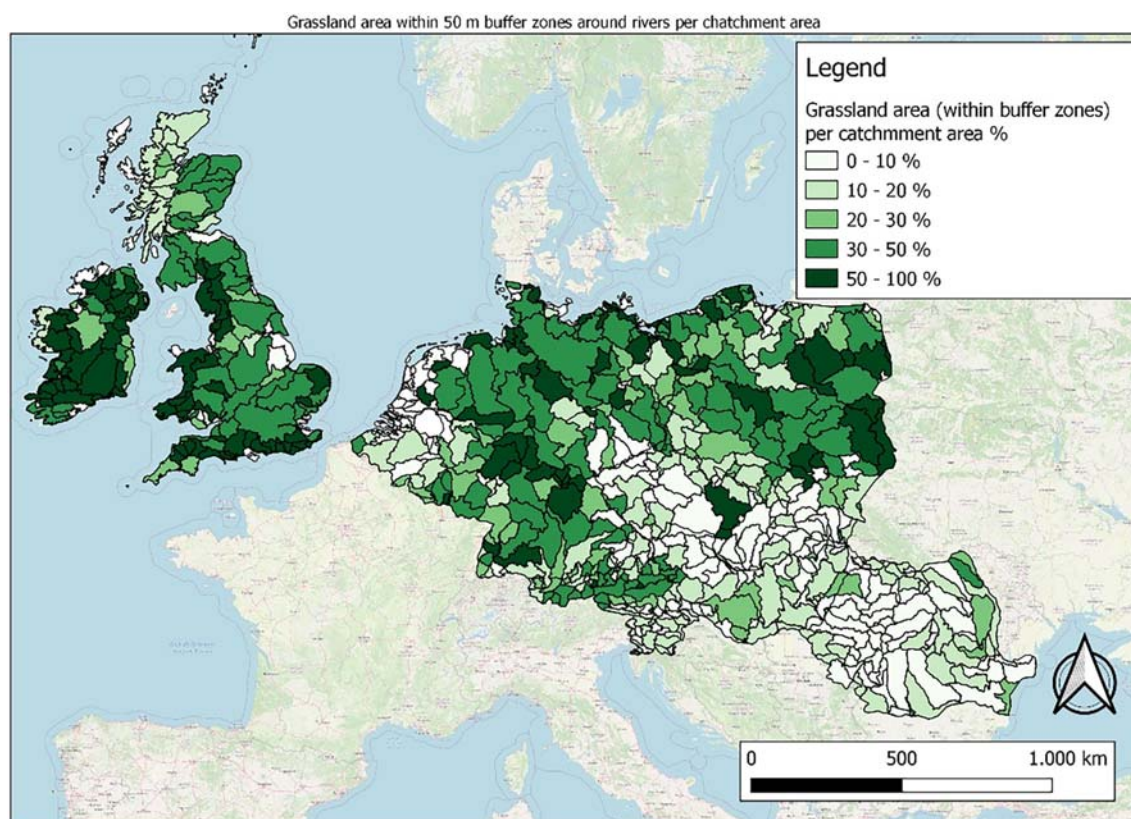 Grassland area within 50 m buffer zones around rivers per chatchment area
Legend
Grassland area (within buffer zones)
per catchmment area %
0 - 10 %
10 - 20 %
20 - 30 %
30 - 50 %
50 - 100 %
0 500 1.000 km